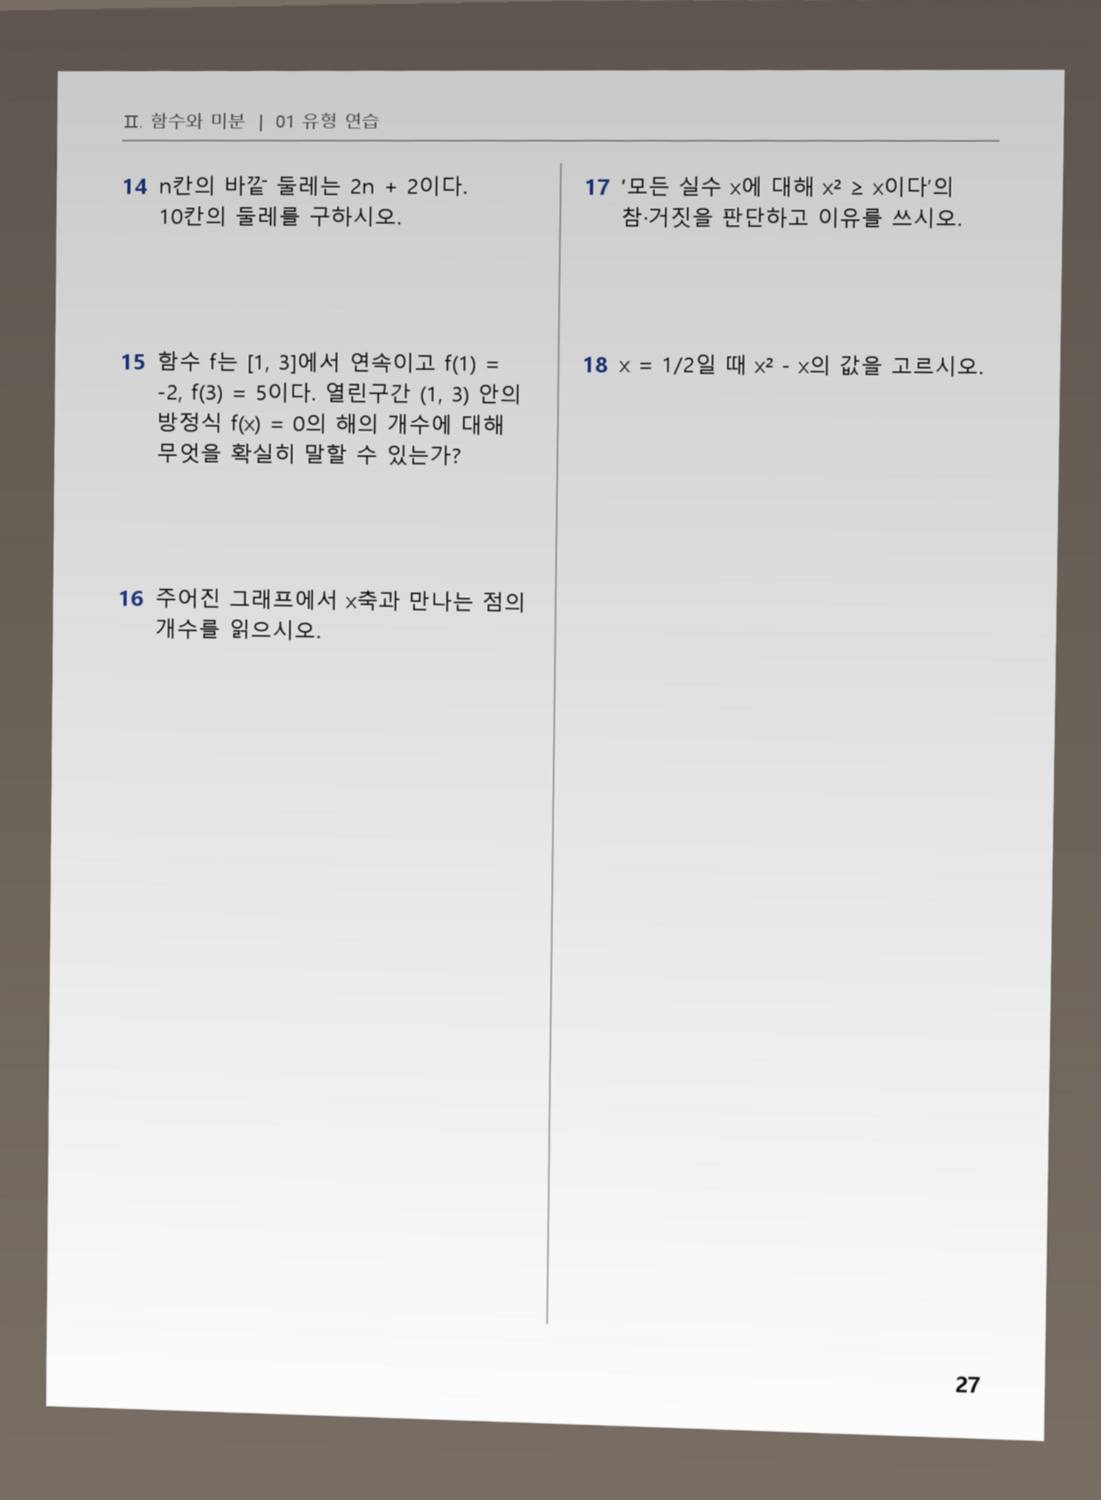 II. 함수와 미분 | 01 유형 연습
14 n칸의 바깥 둘레는 2n + 2이다.
10칸의 둘레를 구하시오.
15 함수 f는 [1, 3]에서 연속이고 f(1) =
-2, f(3) = 5이다. 열린구간 (1, 3) 안의
방정식 f(x) = 0의 해의 개수에 대해
무엇을 확실히 말할 수 있는가?
16 주어진 그래프에서 x축과 만나는 점의
개수를 읽으시오.
17 '모든 실수 x에 대해 x² ≥ x이다'의
참·거짓을 판단하고 이유를 쓰시오.
18 x = 1/2일 때 x² - x의 값을 고르시오.
27